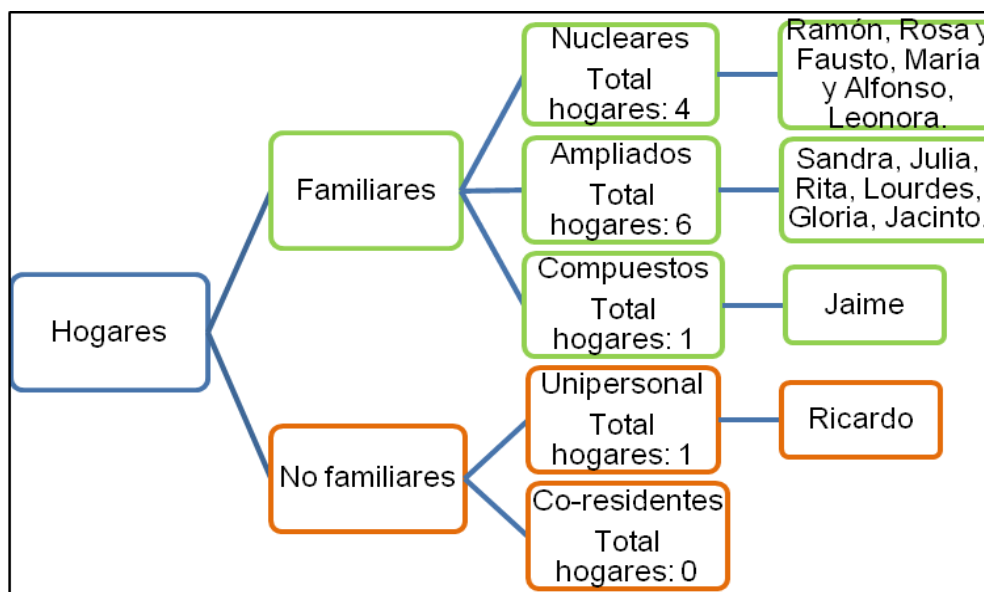 Hogares
Familiares
Nucleares
Total
hogares: 4
Ramón, Rosa y
Fausto, María
y Alfonso,
Leonora.
Ampliados
Total
hogares: 6
Sandra, Julia,
Rita, Lourdes,
Gloria, Jacinto.
Compuestos
Total
hogares: 1
Jaime
No familiares
Unipersonal
Total
hogares: 1
Ricardo
Co-residentes
Total
hogares: 0